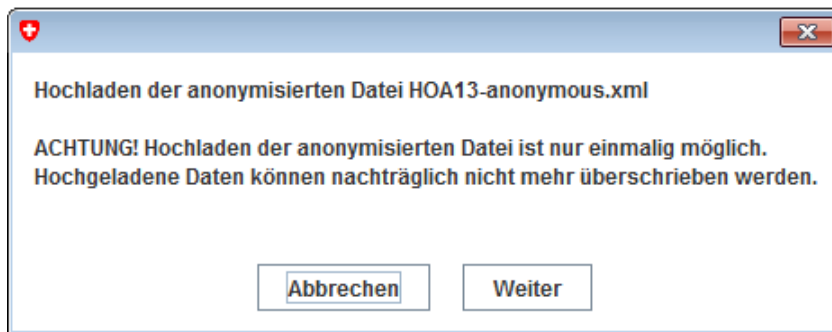 Hochladen der anonymisierten Datei HOA13-anonymous.xml
ACHTUNG! Hochladen der anonymisierten Datei ist nur einmalig möglich.
Hochgeladene Daten können nachträglich nicht mehr überschrieben werden.
Abbrechen
Weiter